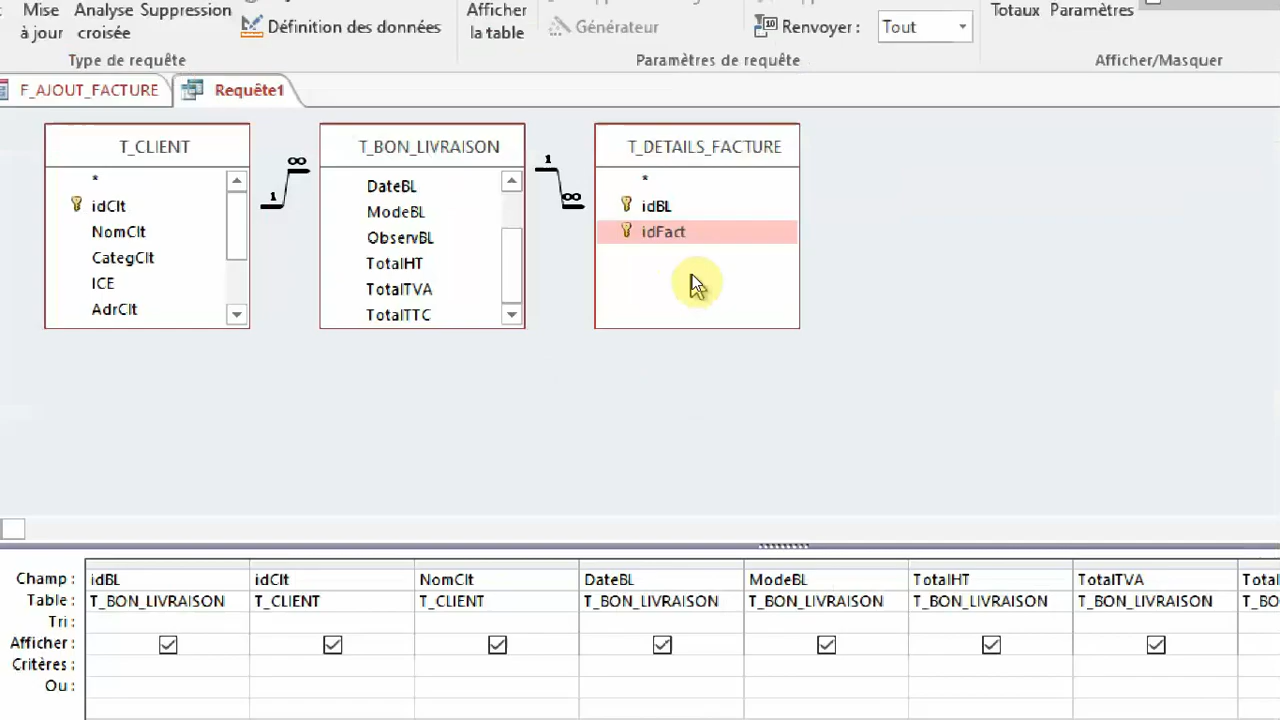 Mise
à jour
Analyse
croisée
Suppression
Définition des données
Type de requête
Afficher
la table
Générateur
Renvoyer :
Tout
Paramètres de requête
Totaux
Paramètres
Afficher/Masquer
F_AJOUT_FACTURE
Requête1
T_CLIENT
*
idClt
NomClt
CategClt
ICE
AdrClt
1
∞
T_BON_LIVRAISON
DateBL
ModeBL
ObservBL
TotalHT
TotalTVA
TotalTTC
1
∞
T_DETAILS_FACTURE
*
idBL
idFact
Champ : idBL idClt NomClt DateBL ModeBL TotalHT TotalTVA
Table : T_BON_LIVRAISON T_CLIENT T_CLIENT T_BON_LIVRAISON T_BON_LIVRAISON T_BON_LIVRAISON T_BON_LIVRAISON
Tri :
Afficher :
Critères :
Ou :